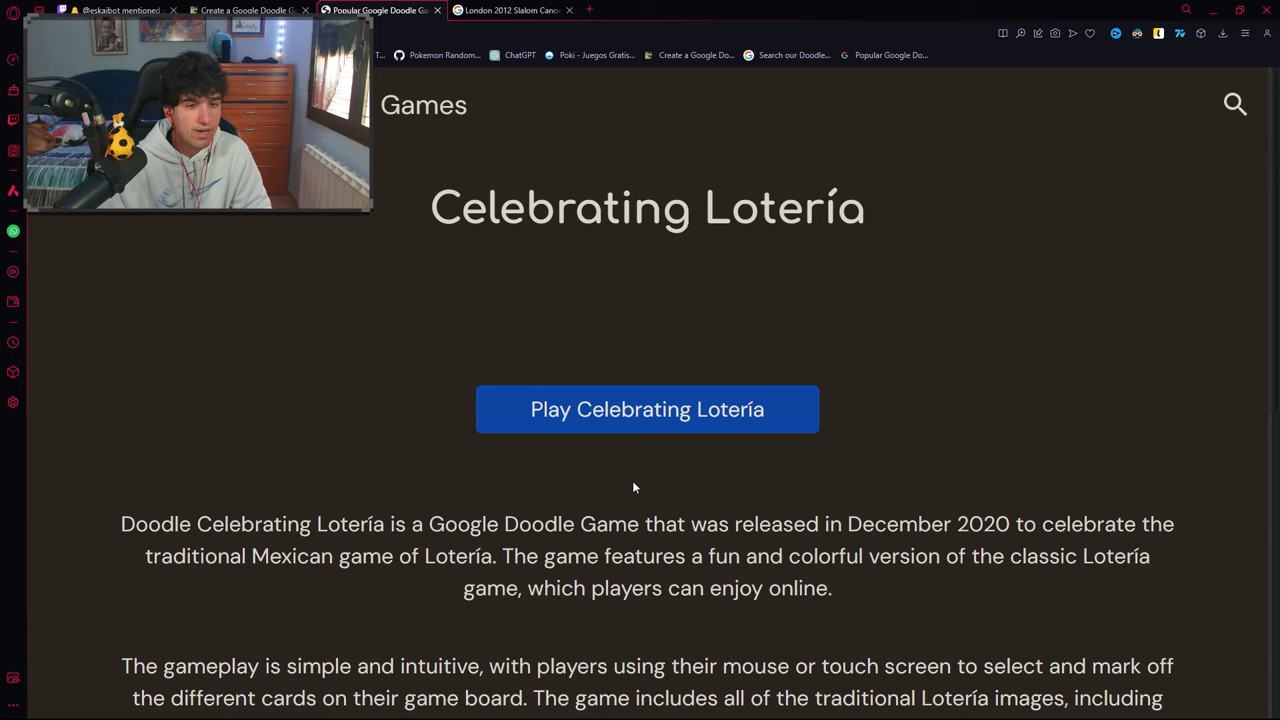 @eskaibot mentioned
Create a Google Doodle G
Popular Google Doodle Ga
London 2012 Slalom Cano
T...
Pokemon Random...
ChatGPT
Poki - Juegos Gratis...
Create a Google Do...
Search our Doodle...
Popular Google Do...
Games
Celebrating Lotería
Play Celebrating Lotería
Doodle Celebrating Lotería is a Google Doodle Game that was released in December 2020 to celebrate the
traditional Mexican game of Lotería. The game features a fun and colorful version of the classic Lotería
game, which players can enjoy online.
The gameplay is simple and intuitive, with players using their mouse or touch screen to select and mark off
the different cards on their game board. The game includes all of the traditional Lotería images, including